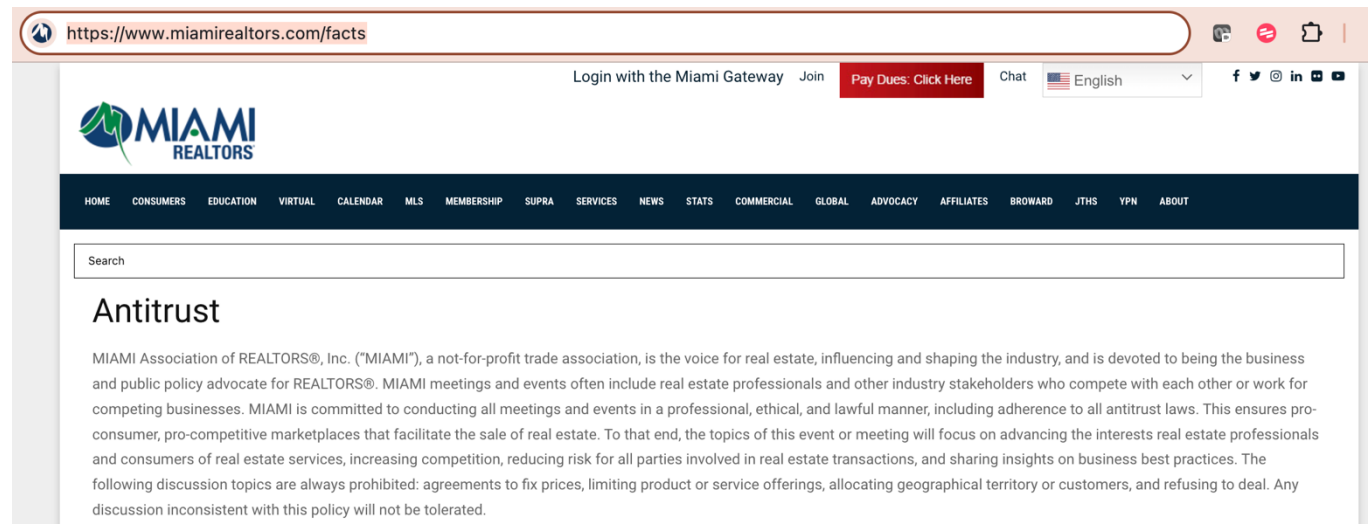 https://www.miamirealtors.com/facts
Login with the Miami Gateway Join Pay Dues: Click Here Chat English
MIAMI
REALTORS®
HOME CONSUMERS EDUCATION VIRTUAL CALENDAR MLS MEMBERSHIP SUPRA SERVICES NEWS STATS COMMERCIAL GLOBAL ADVOCACY AFFILIATES BROWARD JTHS YPN ABOUT
Search
Antitrust
MIAMI Association of REALTORS®, Inc. (“MIAMI”), a not-for-profit trade association, is the voice for real estate, influencing and shaping the industry, and is devoted to being the business
and public policy advocate for REALTORS®. MIAMI meetings and events often include real estate professionals and other industry stakeholders who compete with each other or work for
competing businesses. MIAMI is committed to conducting all meetings and events in a professional, ethical, and lawful manner, including adherence to all antitrust laws. This ensures pro-
consumer, pro-competitive marketplaces that facilitate the sale of real estate. To that end, the topics of this event or meeting will focus on advancing the interests real estate professionals
and consumers of real estate services, increasing competition, reducing risk for all parties involved in real estate transactions, and sharing insights on business best practices. The
following discussion topics are always prohibited: agreements to fix prices, limiting product or service offerings, allocating geographical territory or customers, and refusing to deal. Any
discussion inconsistent with this policy will not be tolerated.